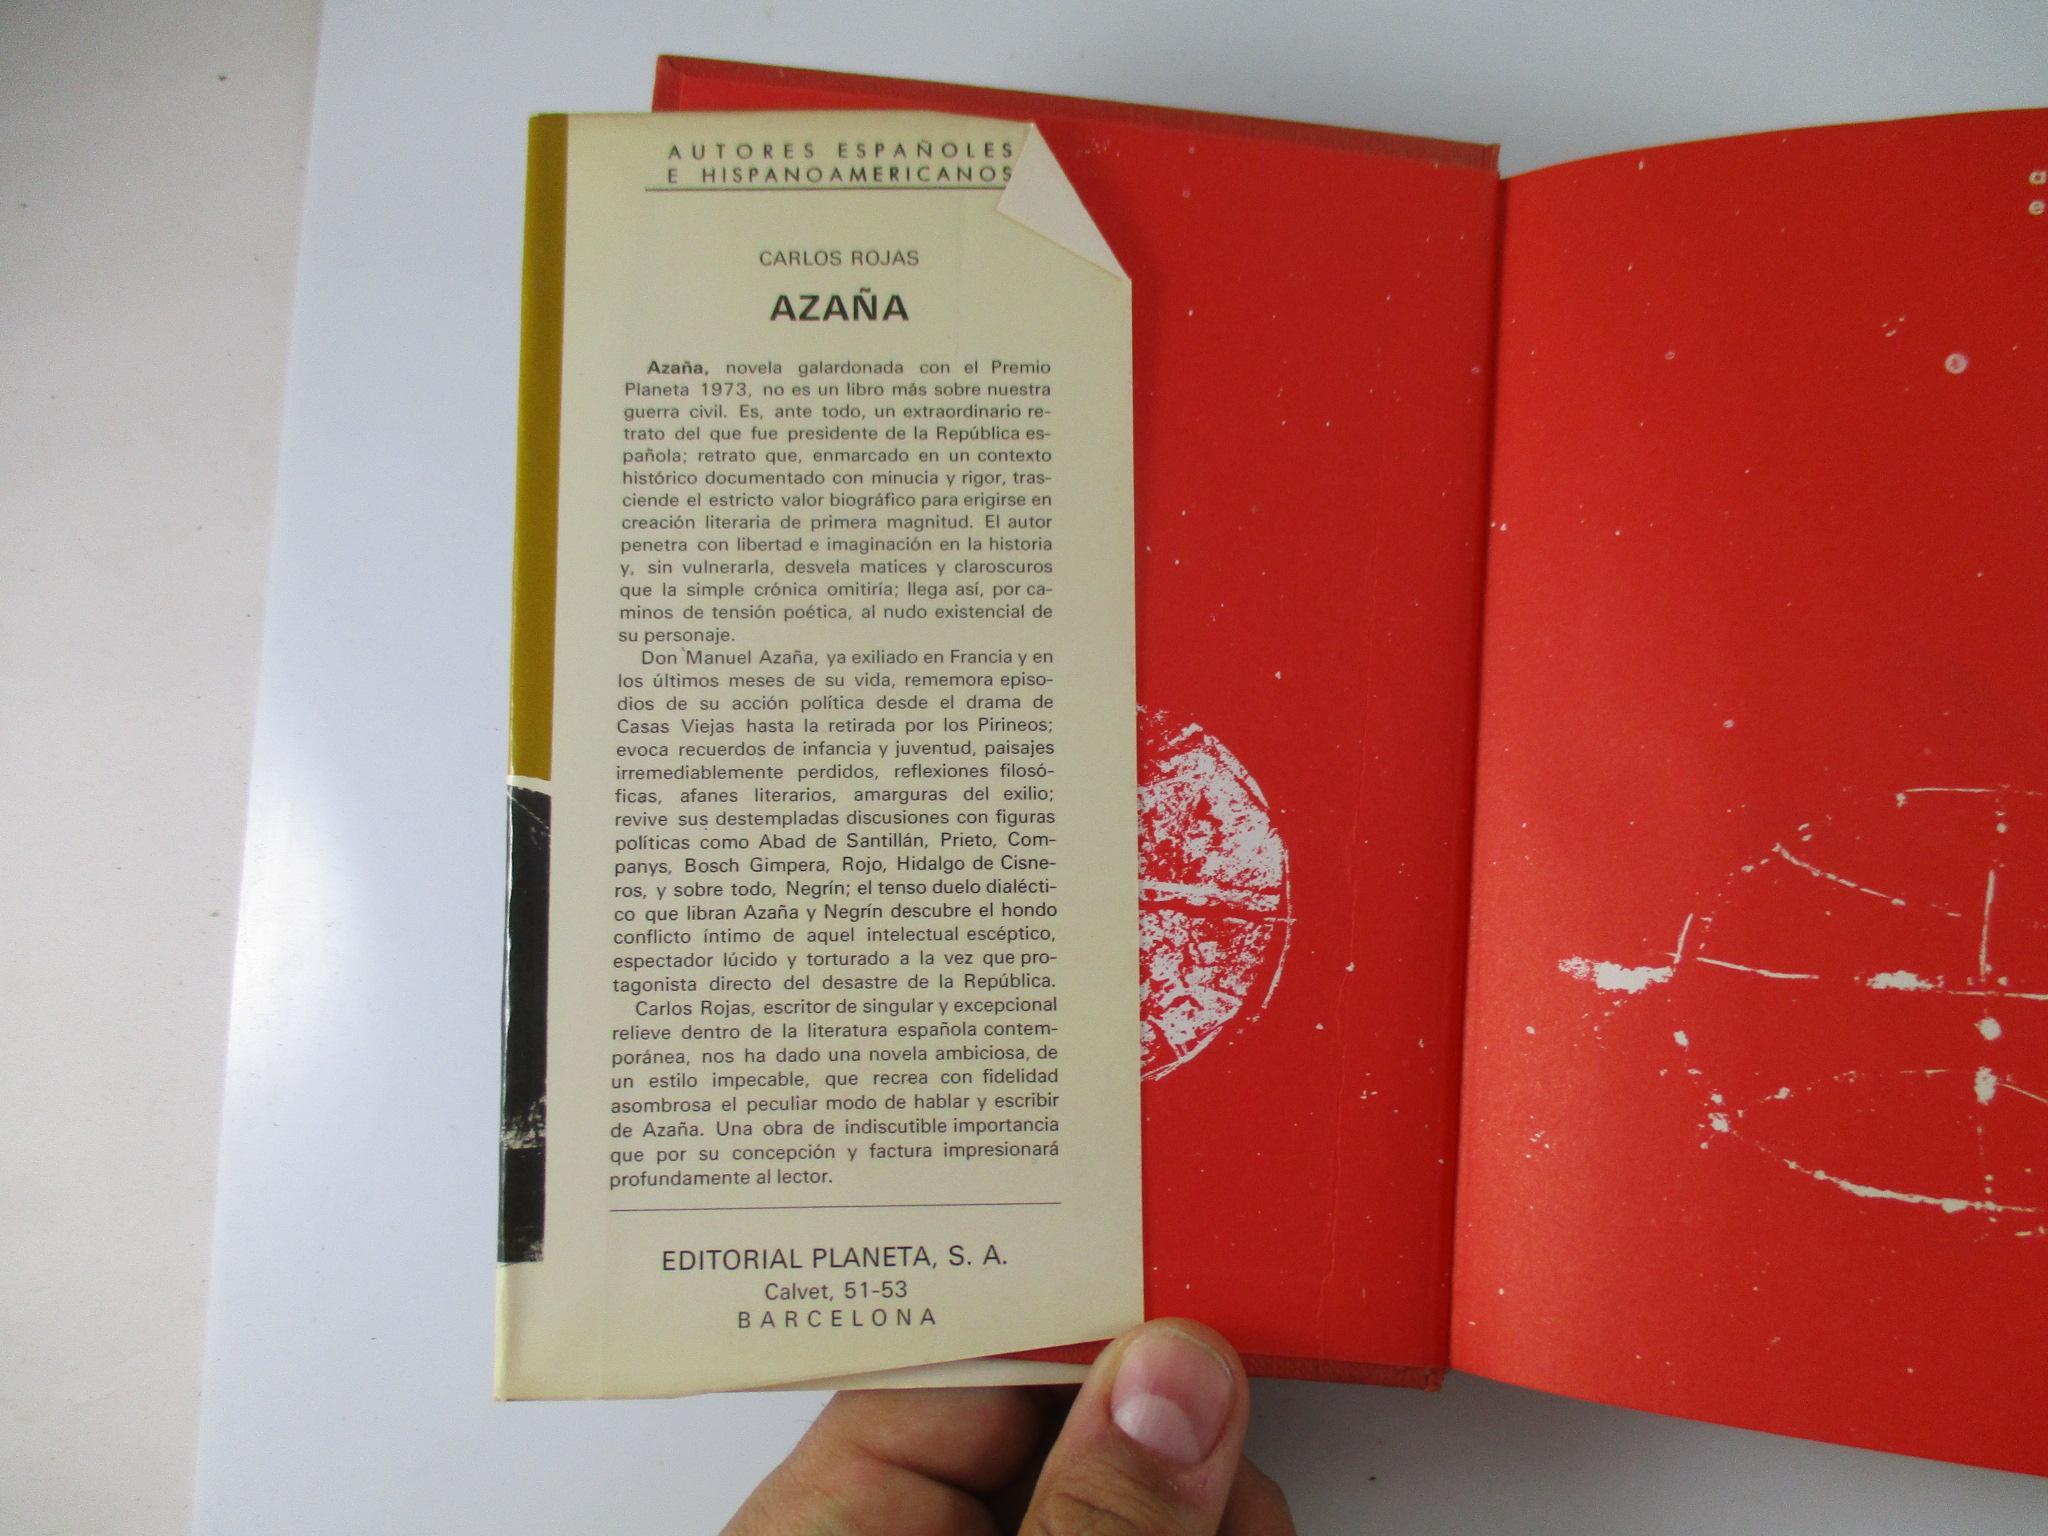 AUTORES ESPAÑOLES
E HISPANOAMERICANOS
CARLOS ROJAS
AZAÑA
Azaña, novela galardonada con el Premio
Planeta 1973, no es un libro más sobre nuestra
guerra civil. Es, ante todo, un extraordinario re-
trato del que fue presidente de la República es-
pañola; retrato que, enmarcado en un contexto
histórico documentado con minucia y rigor, tras-
ciende el estricto valor biográfico para erigirse en
creación literaria de primera magnitud. El autor
penetra con libertad e imaginación en la historia
y, sin vulnerarla, desvela matices y claroscuros
que la simple crónica omitiría; llega así, por ca-
minos de tensión poética, al nudo existencial de
su personaje.
Don Manuel Azaña, ya exiliado en Francia y en
los últimos meses de su vida, rememora episo-
dios de su acción política desde el drama de
Casas Viejas hasta la retirada por los Pirineos;
evoca recuerdos de infancia y juventud, paisajes
irremediablemente perdidos, reflexiones filosó-
ficas, afanes literarios, amarguras del exilio;
revive sus destempladas discusiones con figuras
políticas como Abad de Santillán, Prieto, Com-
panys, Bosch Gimpera, Rojo, Hidalgo de Cisne-
ros, y sobre todo, Negrín; el tenso duelo dialécti-
co que libran Azaña y Negrín descubre el hondo
conflicto íntimo de aquel intelectual escéptico,
espectador lúcido y torturado a la vez que pro-
tagonista directo del desastre de la República.
Carlos Rojas, escritor de singular y excepcional
relieve dentro de la literatura española contem-
poránea, nos ha dado una novela ambiciosa, de
un estilo impecable, que recrea con fidelidad
asombrosa el peculiar modo de hablar y escribir
de Azaña. Una obra de indiscutible importancia
que por su concepción y factura impresionará
profundamente al lector.
EDITORIAL PLANETA, S. A.
Calvet, 51-53
BARCELONA
a
e